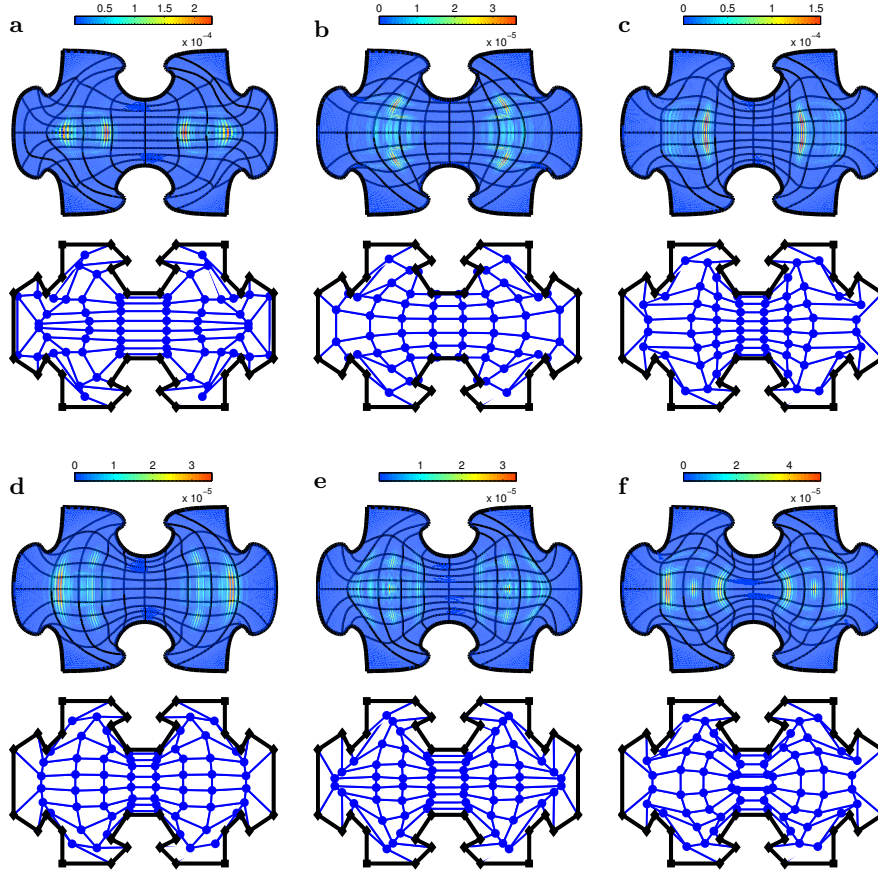 0.5 1 1.5 2
x 10⁻⁴
a
0 1 2 3
x 10⁻⁵
b
0 0.5 1 1.5
x 10⁻⁴
c
0 1 2 3
x 10⁻⁵
d
1 2 3
x 10⁻⁵
e
0 2 4
x 10⁻⁵
f